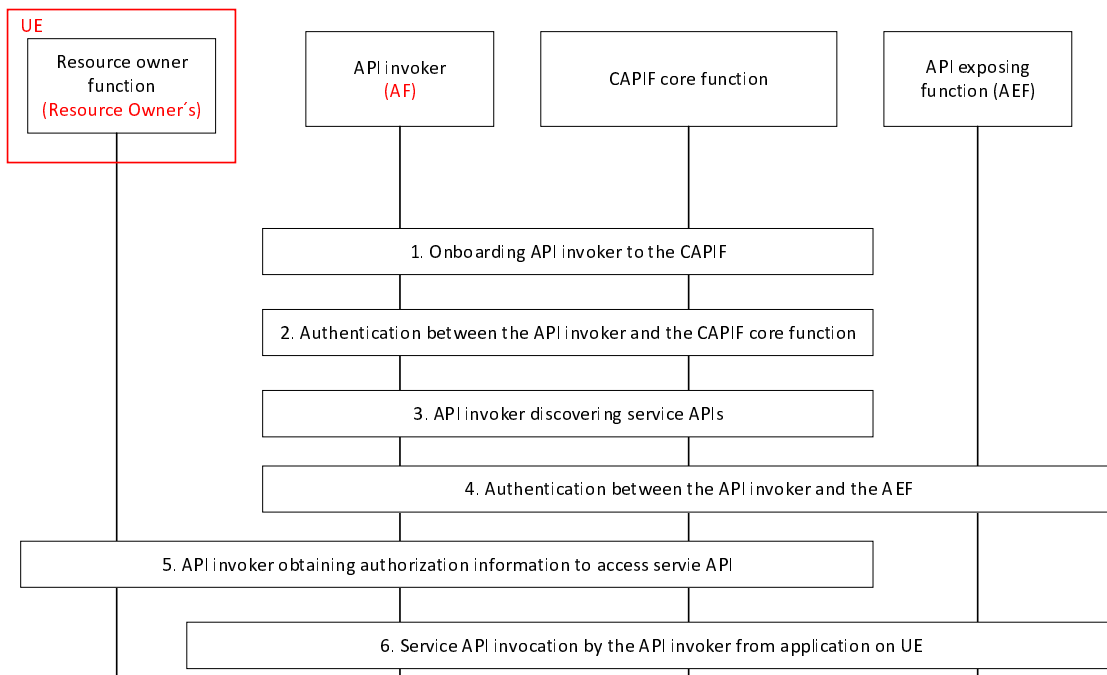 UE
Resource owner
function
(Resource Owner´s)
API invoker
(AF)
CAPIF core function
API exposing
function (AEF)
1. Onboarding API invoker to the CAPIF
2. Authentication between the API invoker and the CAPIF core function
3. API invoker discovering service APIs
4. Authentication between the API invoker and the AEF
5. API invoker obtaining authorization information to access servie API
6. Service API invocation by the API invoker from application on UE